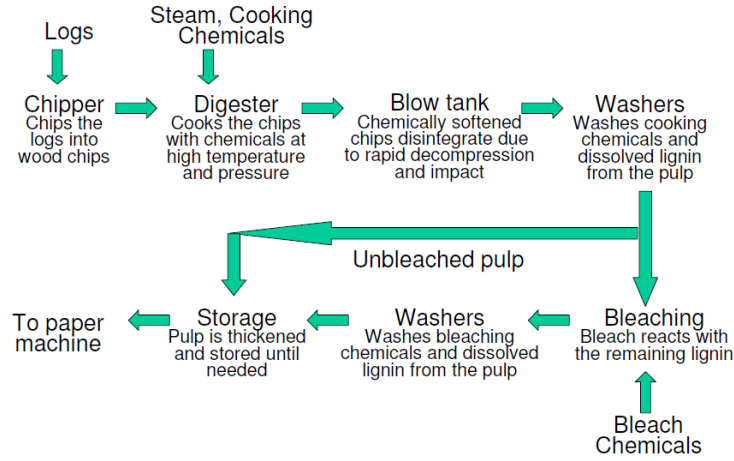 Logs
Steam, Cooking
Chemicals
Chipper
Chips the
logs into
wood chips
Digester
Cooks the chips
with chemicals at
high temperature
and pressure
Blow tank
Chemically softened
chips disintegrate due
to rapid decompression
and impact
Washers
Washes cooking
chemicals and
dissolved lignin
from the pulp
Unbleached pulp
To paper
machine
Storage
Pulp is thickened
and stored until
needed
Washers
Washes bleaching
chemicals and dissolved
lignin from the pulp
Bleaching
Bleach reacts with
the remaining lignin
Bleach
Chemicals